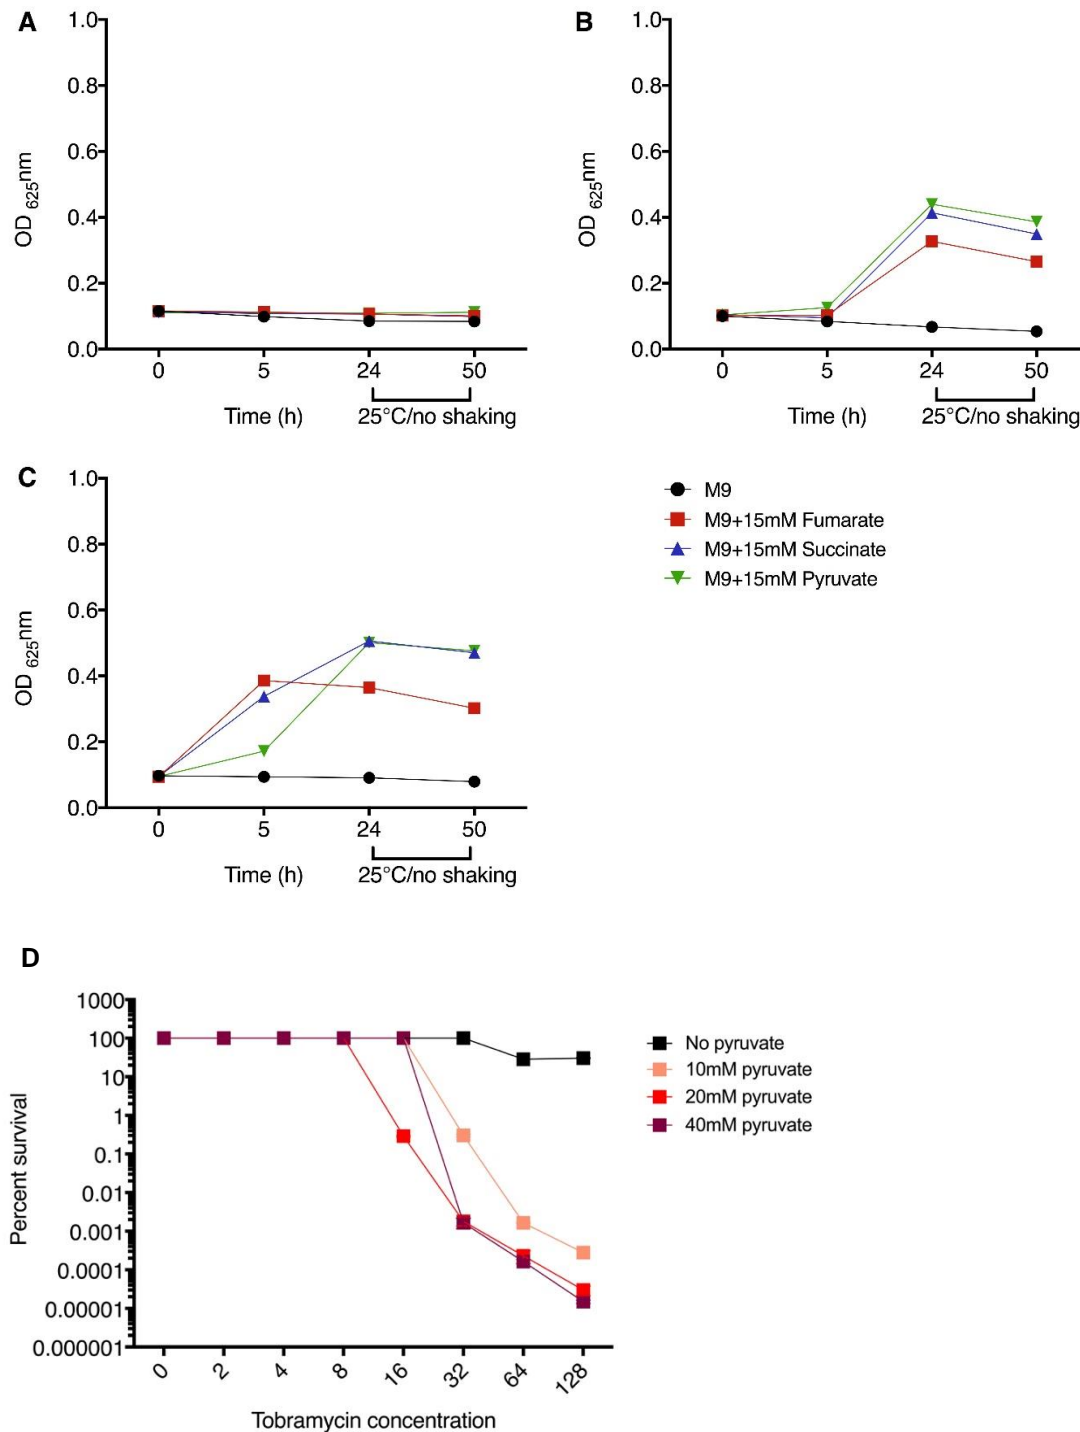 A
1.0
0.8
0.6
0.4
0.2
0.0
OD 625nm
0 5 24 50
Time (h) 25°C/no shaking
B
1.0
0.8
0.6
0.4
0.2
0.0
OD 625nm
0 5 24 50
Time (h) 25°C/no shaking
C
1.0
0.8
0.6
0.4
0.2
0.0
OD 625nm
0 5 24 50
Time (h) 25°C/no shaking
M9
M9+15mM Fumarate
M9+15mM Succinate
M9+15mM Pyruvate
D
1000
100
10
1
0.1
0.01
0.001
0.0001
0.00001
0.000001
Percent survival
0 2 4 8 16 32 64 128
Tobramycin concentration
No pyruvate
10mM pyruvate
20mM pyruvate
40mM pyruvate